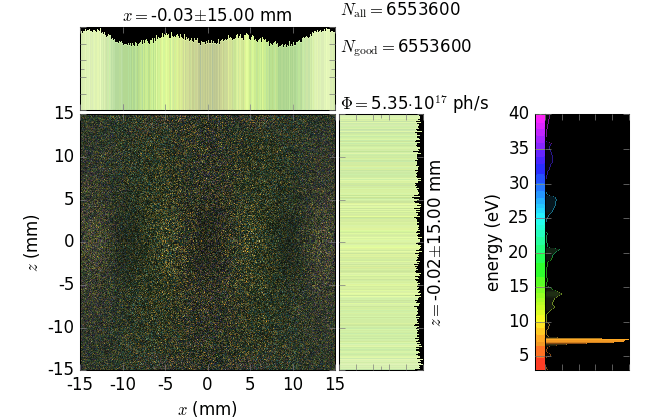 x = -0.03±15.00 mm
N_all = 6553600
N_good = 6553600
Φ = 5.35·10^17 ph/s
15
10
5
0
-5
-10
-15
z (mm)
-15 -10 -5 0 5 10 15
x (mm)
z = -0.02±15.00 mm
40
35
30
25
20
15
10
5
energy (eV)